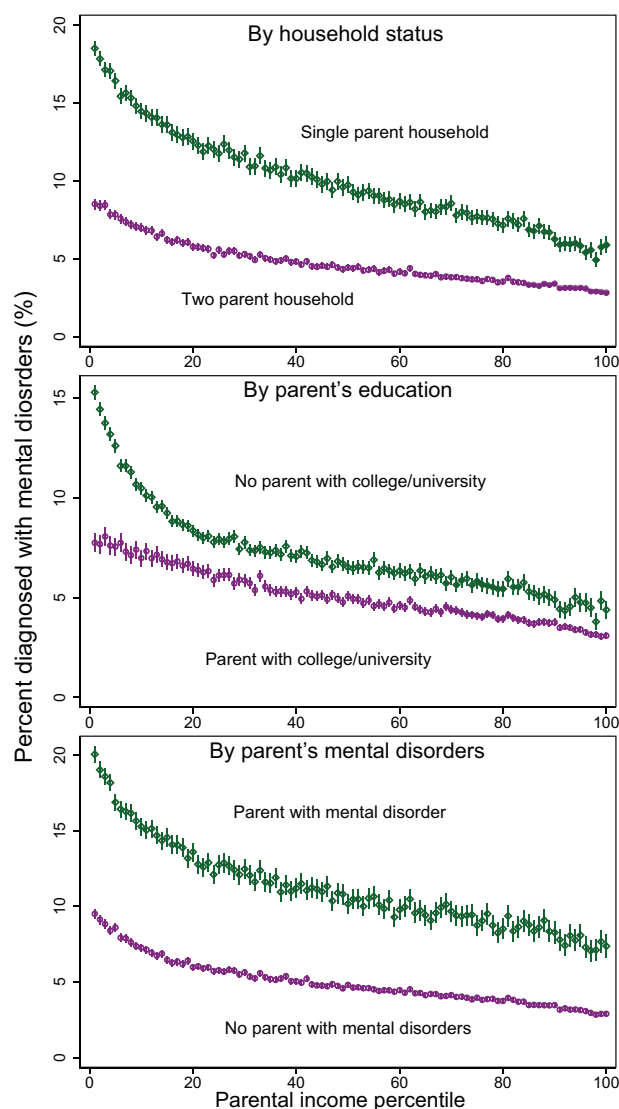 By household status
Single parent household
Two parent household
0
5
10
15
20
0 20 40 60 80 100
By parent's education
No parent with college/university
Parent with college/university
0
5
10
15
0 20 40 60 80 100
By parent's mental disorders
Parent with mental disorder
No parent with mental disorders
0
5
10
15
20
0 20 40 60 80 100
Percent diagnosed with mental diosrders (%)
Parental income percentile